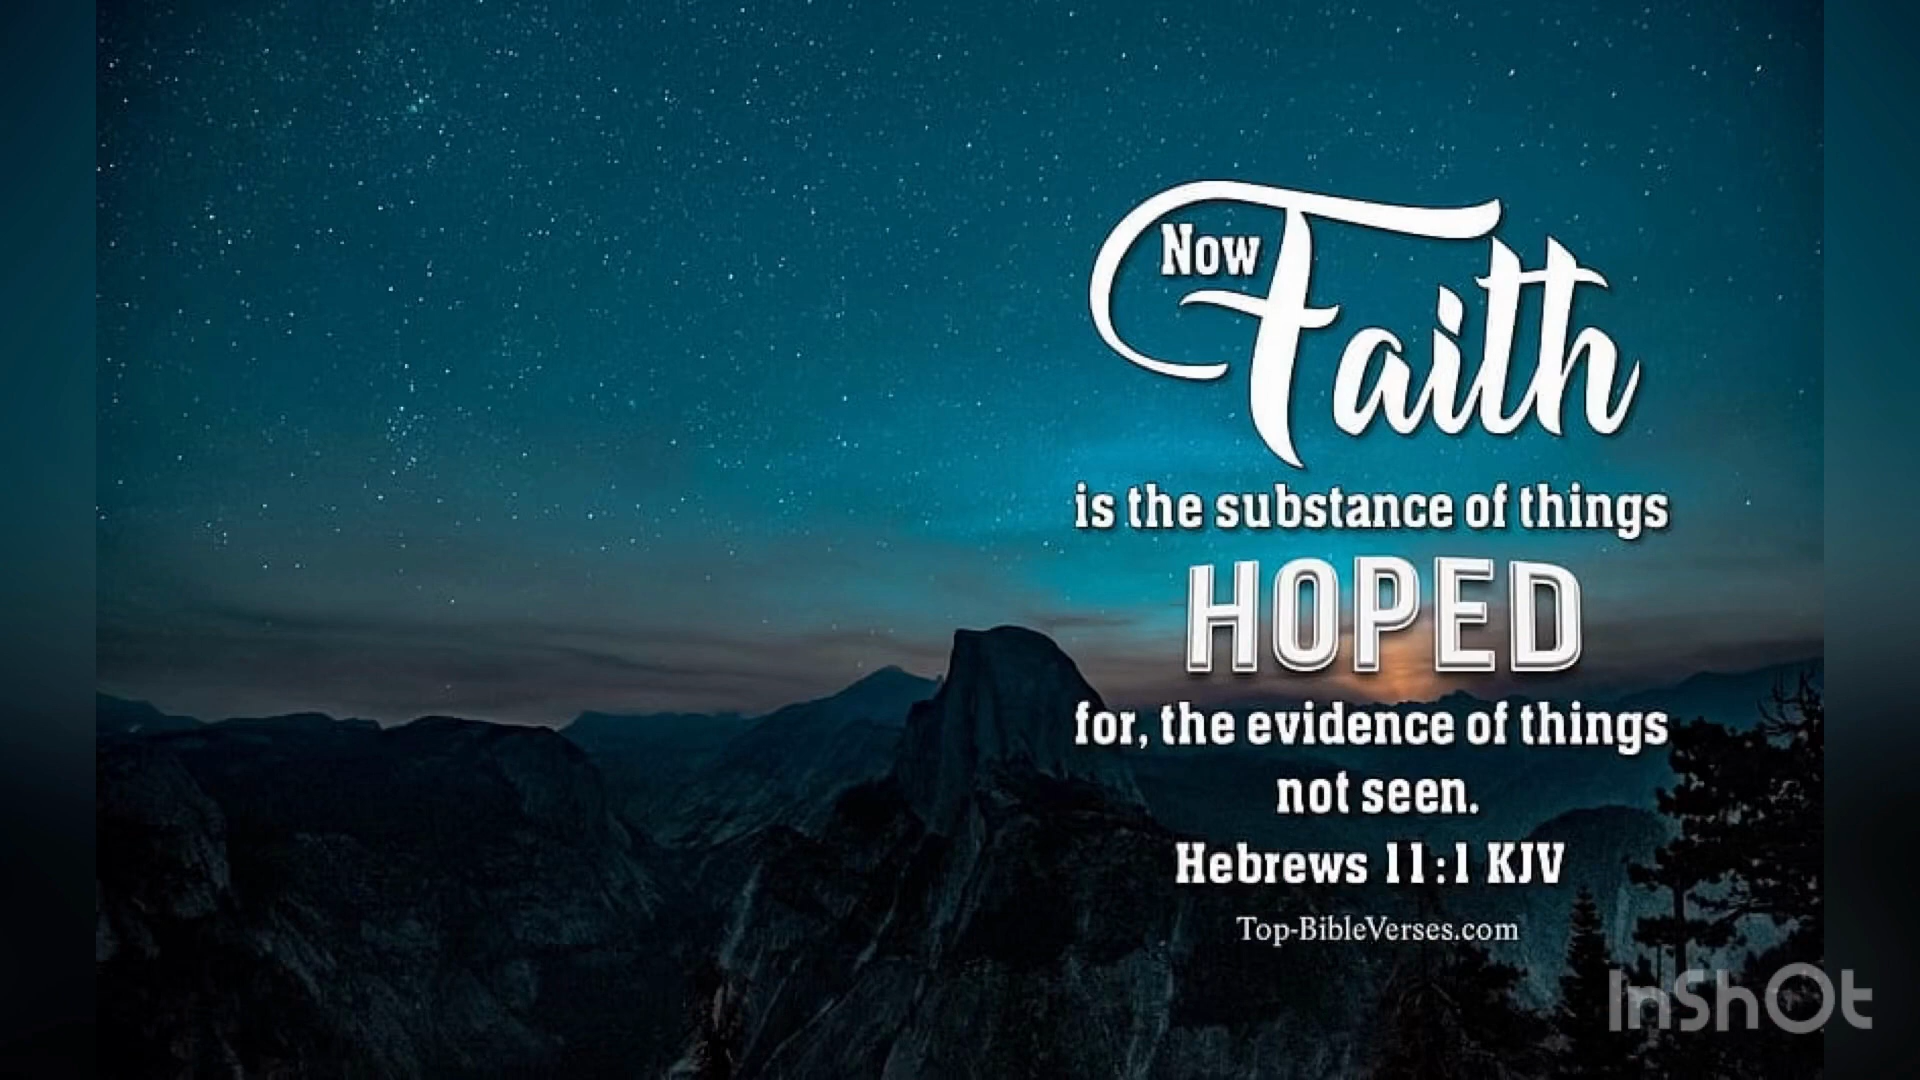 Now
Faith
is the substance of things
HOPED
for, the evidence of things
not seen.
Hebrews 11:1 KJV
Top-BibleVerses.com
InShOt